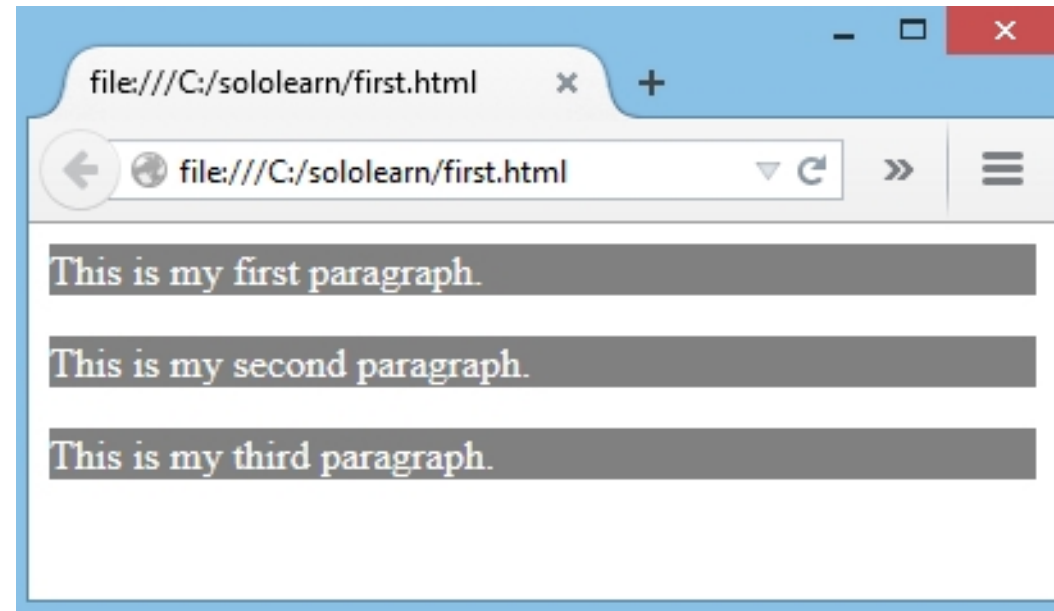 file:///C:/sololearn/first.html
file:///C:/sololearn/first.html
This is my first paragraph.
This is my second paragraph.
This is my third paragraph.